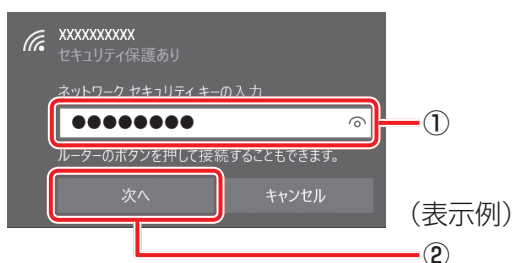 XXXXXXXXXX
セキュリティ保護あり
ネットワーク セキュリティ キーの入力
●●●●●●●●
①
ルーターのボタンを押して接続することもできます。
次へ
キャンセル
（表示例）
②